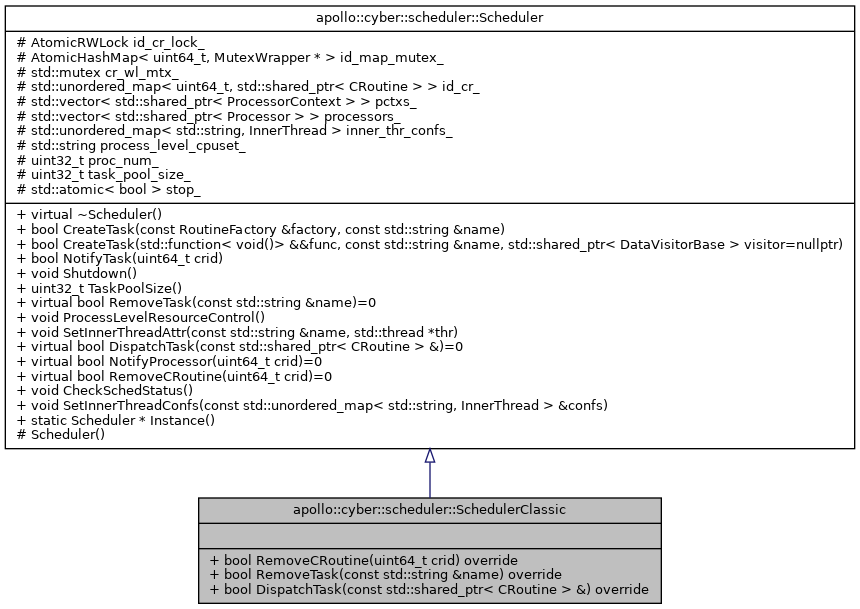 apollo::cyber::scheduler::Scheduler
# AtomicRWLock id_cr_lock_
# AtomicHashMap< uint64_t, MutexWrapper * > id_map_mutex_
# std::mutex cr_wl_mtx_
# std::unordered_map< uint64_t, std::shared_ptr< CRoutine > > id_cr_
# std::vector< std::shared_ptr< ProcessorContext > > pctxs_
# std::vector< std::shared_ptr< Processor > > processors_
# std::unordered_map< std::string, InnerThread > inner_thr_confs_
# std::string process_level_cpuset_
# uint32_t proc_num_
# uint32_t task_pool_size_
# std::atomic< bool > stop_
+ virtual ~Scheduler()
+ bool CreateTask(const RoutineFactory &factory, const std::string &name)
+ bool CreateTask(std::function< void()> &&func, const std::string &name, std::shared_ptr< DataVisitorBase > visitor=nullptr)
+ bool NotifyTask(uint64_t crid)
+ void Shutdown()
+ uint32_t TaskPoolSize()
+ virtual bool RemoveTask(const std::string &name)=0
+ void ProcessLevelResourceControl()
+ void SetInnerThreadAttr(const std::string &name, std::thread *thr)
+ virtual bool DispatchTask(const std::shared_ptr< CRoutine > &)=0
+ virtual bool NotifyProcessor(uint64_t crid)=0
+ virtual bool RemoveCRoutine(uint64_t crid)=0
+ void CheckSchedStatus()
+ void SetInnerThreadConfs(const std::unordered_map< std::string, InnerThread > &confs)
+ static Scheduler * Instance()
# Scheduler()
apollo::cyber::scheduler::SchedulerClassic
+ bool RemoveCRoutine(uint64_t crid) override
+ bool RemoveTask(const std::string &name) override
+ bool DispatchTask(const std::shared_ptr< CRoutine > &) override